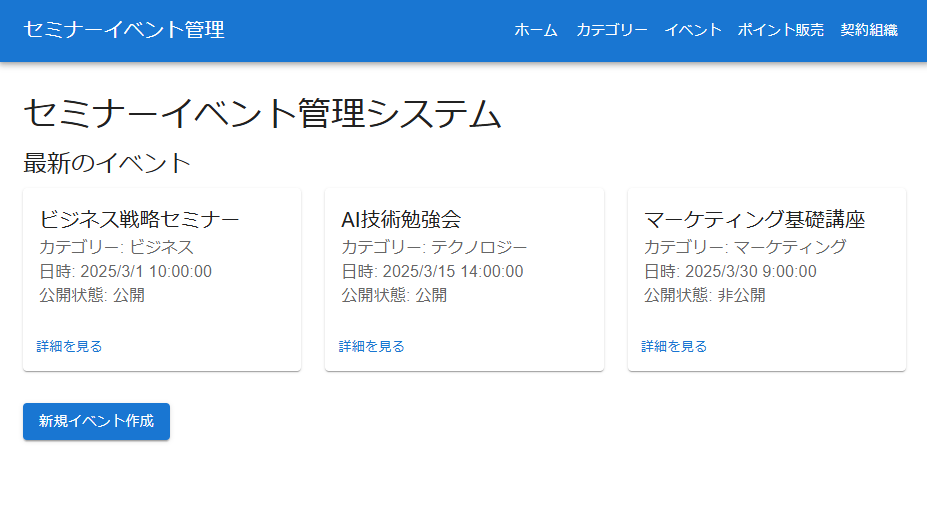 セミナーイベント管理
ホーム カテゴリー イベント ポイント販売 契約組織
セミナーイベント管理システム
最新のイベント
ビジネス戦略セミナー
カテゴリー: ビジネス
日時: 2025/3/1 10:00:00
公開状態: 公開
詳細を見る
AI技術勉強会
カテゴリー: テクノロジー
日時: 2025/3/15 14:00:00
公開状態: 公開
詳細を見る
マーケティング基礎講座
カテゴリー: マーケティング
日時: 2025/3/30 9:00:00
公開状態: 非公開
詳細を見る
新規イベント作成